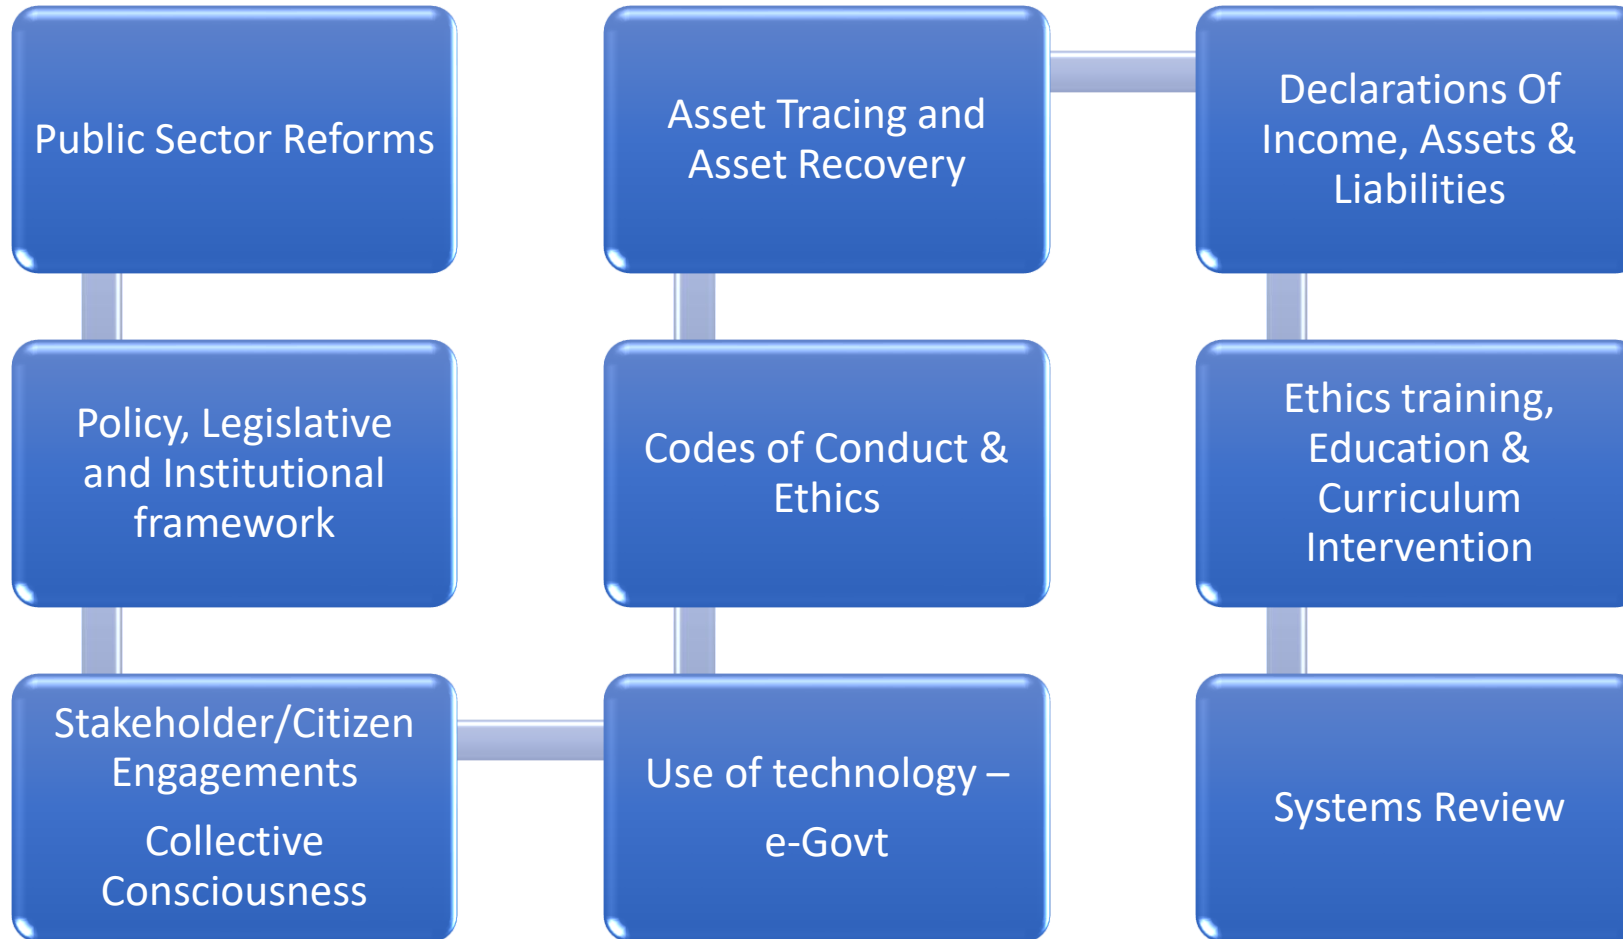 Public Sector Reforms
Policy, Legislative
and Institutional
framework
Stakeholder/Citizen
Engagements
Collective
Consciousness
Use of technology –
e-Govt
Codes of Conduct &
Ethics
Asset Tracing and
Asset Recovery
Declarations Of
Income, Assets &
Liabilities
Ethics training,
Education &
Curriculum
Intervention
Systems Review